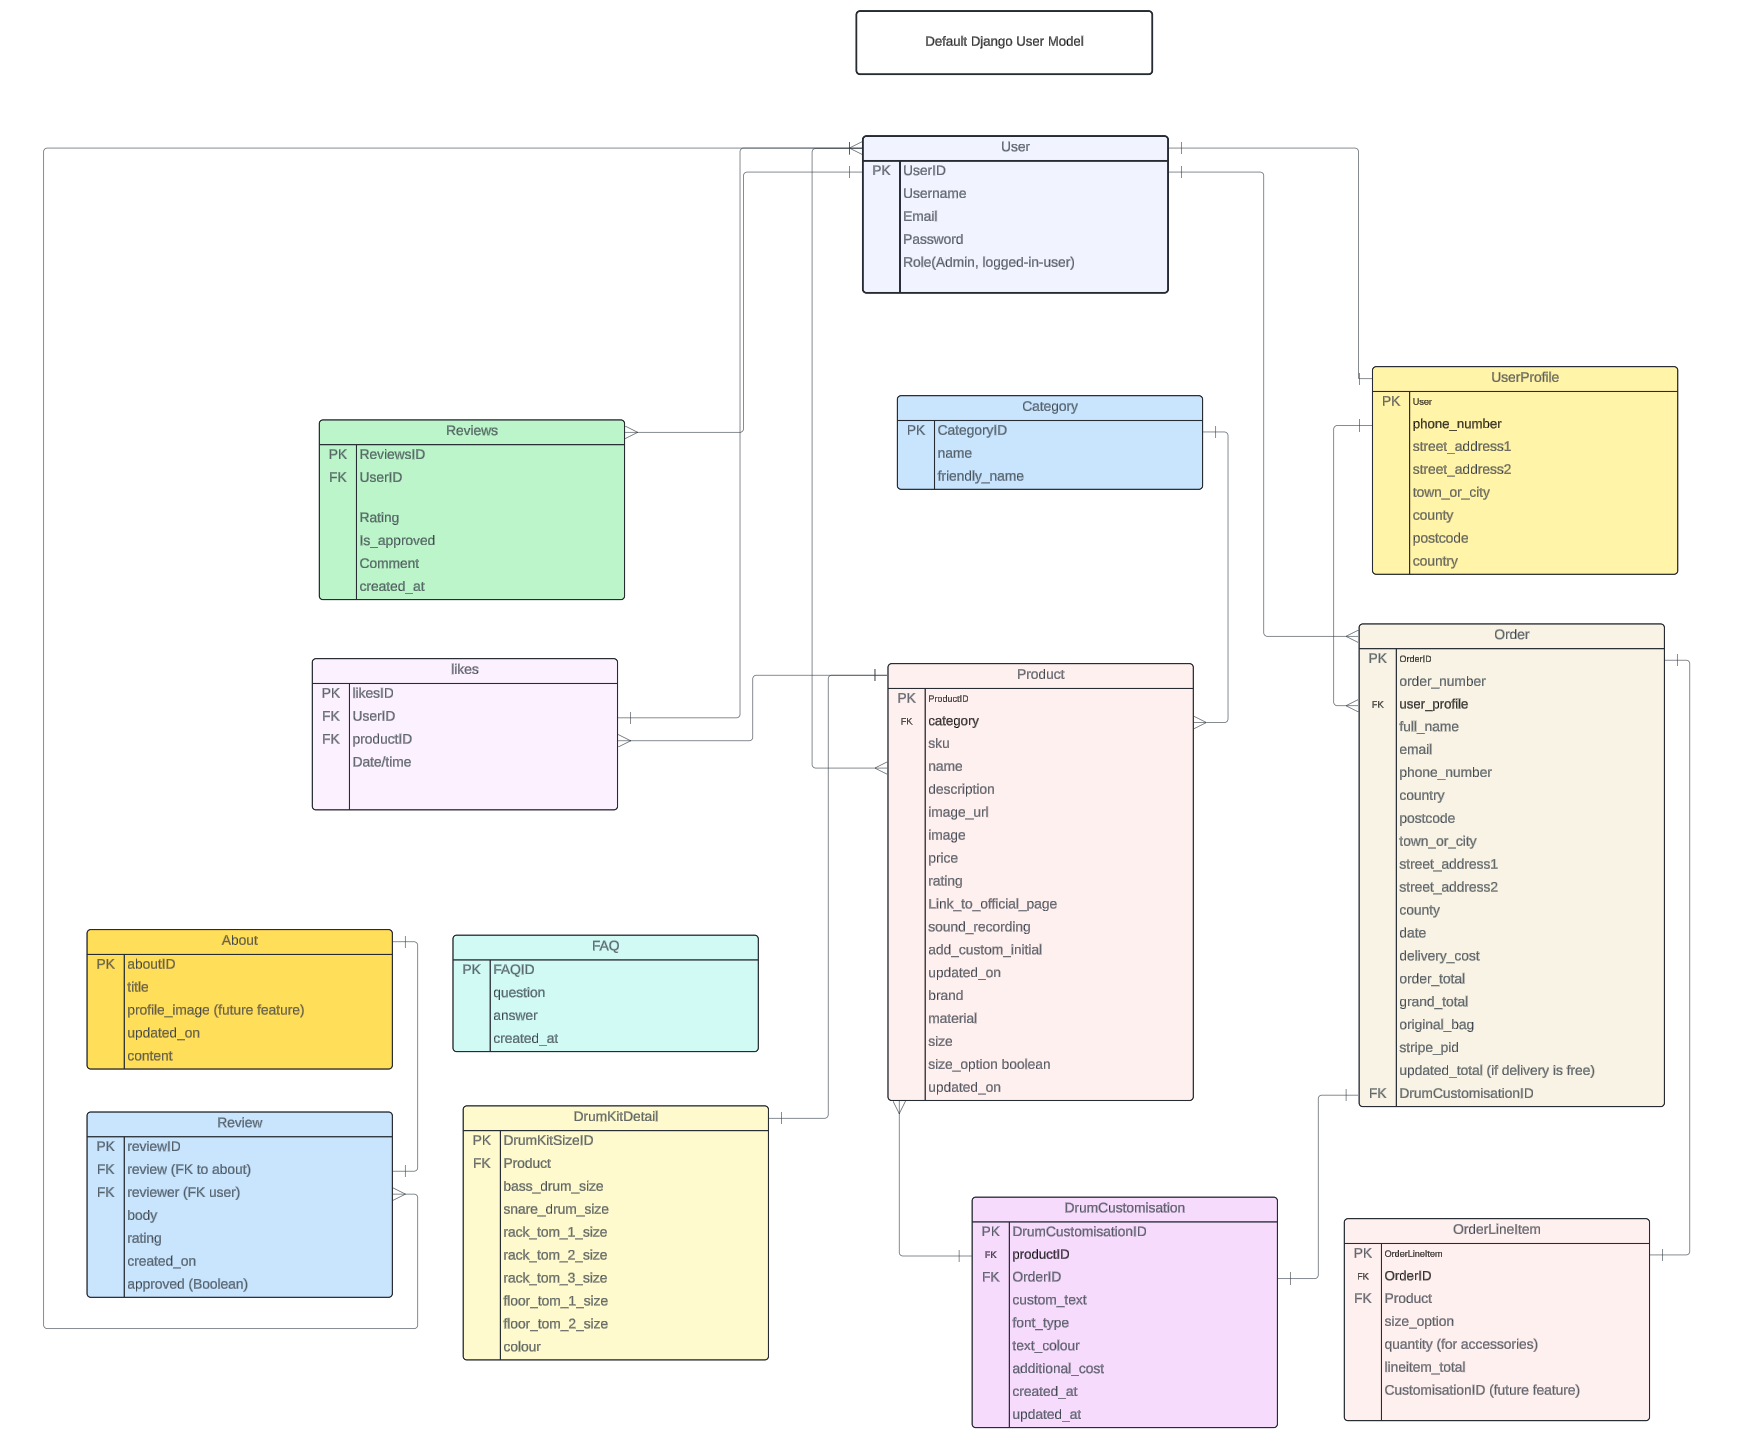 Default Django User Model
User
PK UserID
Username
Email
Password
Role(Admin, logged-in-user)
UserProfile
PK User
phone_number
street_address1
street_address2
town_or_city
county
postcode
country
Category
PK CategoryID
name
friendly_name
Reviews
PK ReviewsID
FK UserID
Rating
Is_approved
Comment
created_at
likes
PK likesID
FK UserID
FK productID
Date/time
Product
PK ProductID
FK category
sku
name
description
image_url
image
price
rating
Link_to_official_page
sound_recording
add_custom_initial
updated_on
brand
material
size
size_option boolean
updated_on
Order
PK OrderID
order_number
FK user_profile
full_name
email
phone_number
country
postcode
town_or_city
street_address1
street_address2
county
date
delivery_cost
order_total
grand_total
original_bag
stripe_pid
updated_total (if delivery is free)
FK DrumCustomisationID
About
PK aboutID
title
profile_image (future feature)
updated_on
content
FAQ
PK FAQID
question
answer
created_at
Review
PK reviewID
FK review (FK to about)
FK reviewer (FK user)
body
rating
created_on
approved (Boolean)
DrumKitDetail
PK DrumKitSizeID
FK Product
bass_drum_size
snare_drum_size
rack_tom_1_size
rack_tom_2_size
rack_tom_3_size
floor_tom_1_size
floor_tom_2_size
colour
DrumCustomisation
PK DrumCustomisationID
FK productID
FK OrderID
custom_text
font_type
text_colour
additional_cost
created_at
updated_at
OrderLineItem
PK OrderLineItem
FK OrderID
FK Product
size_option
quantity (for accessories)
lineitem_total
CustomisationID (future feature)